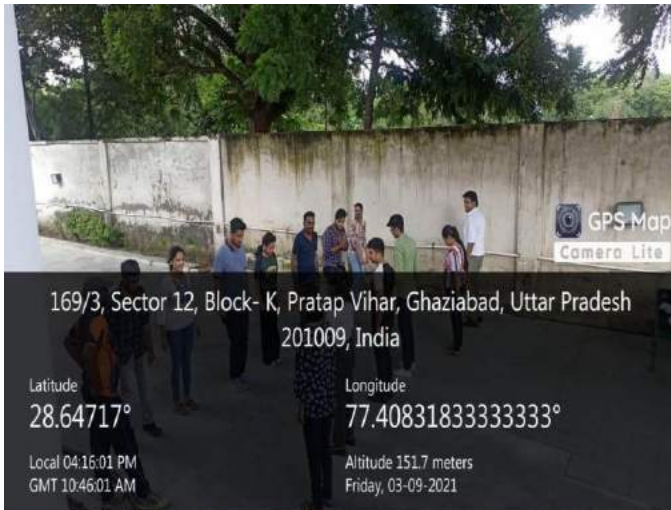 GPS Map
Camera Lite
169/3, Sector 12, Block- K, Pratap Vihar, Ghaziabad, Uttar Pradesh
201009, India
Latitude
28.64717°
Longitude
77.40831833333333°
Local 04:16:01 PM
GMT 10:46:01 AM
Altitude 151.7 meters
Friday, 03-09-2021